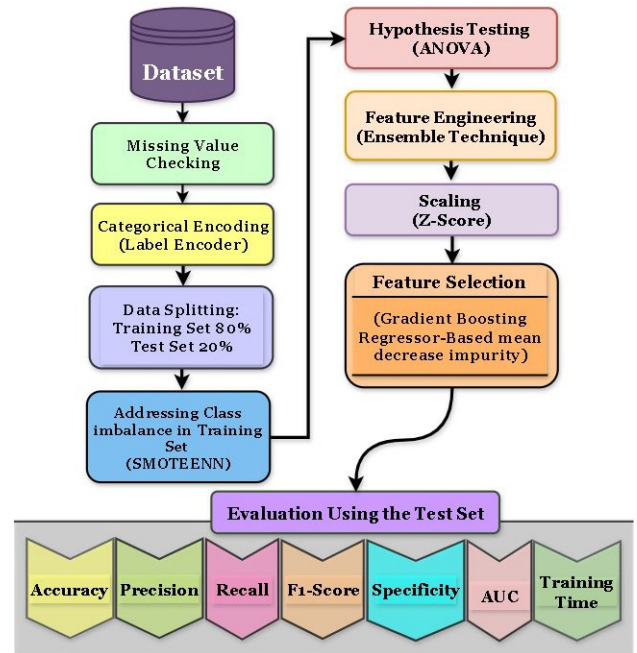 Dataset
Missing Value
Checking
Categorical Encoding
(Label Encoder)
Data Splitting:
Training Set 80%
Test Set 20%
Addressing Class
imbalance in Training
Set
(SMOTEENN)
Hypothesis Testing
(ANOVA)
Feature Engineering
(Ensemble Technique)
Scaling
(Z-Score)
Feature Selection
(Gradient Boosting
Regressor-Based mean
decrease impurity)
Evaluation Using the Test Set
Accuracy
Precision
Recall
F1-Score
Specificity
AUC
Training
Time